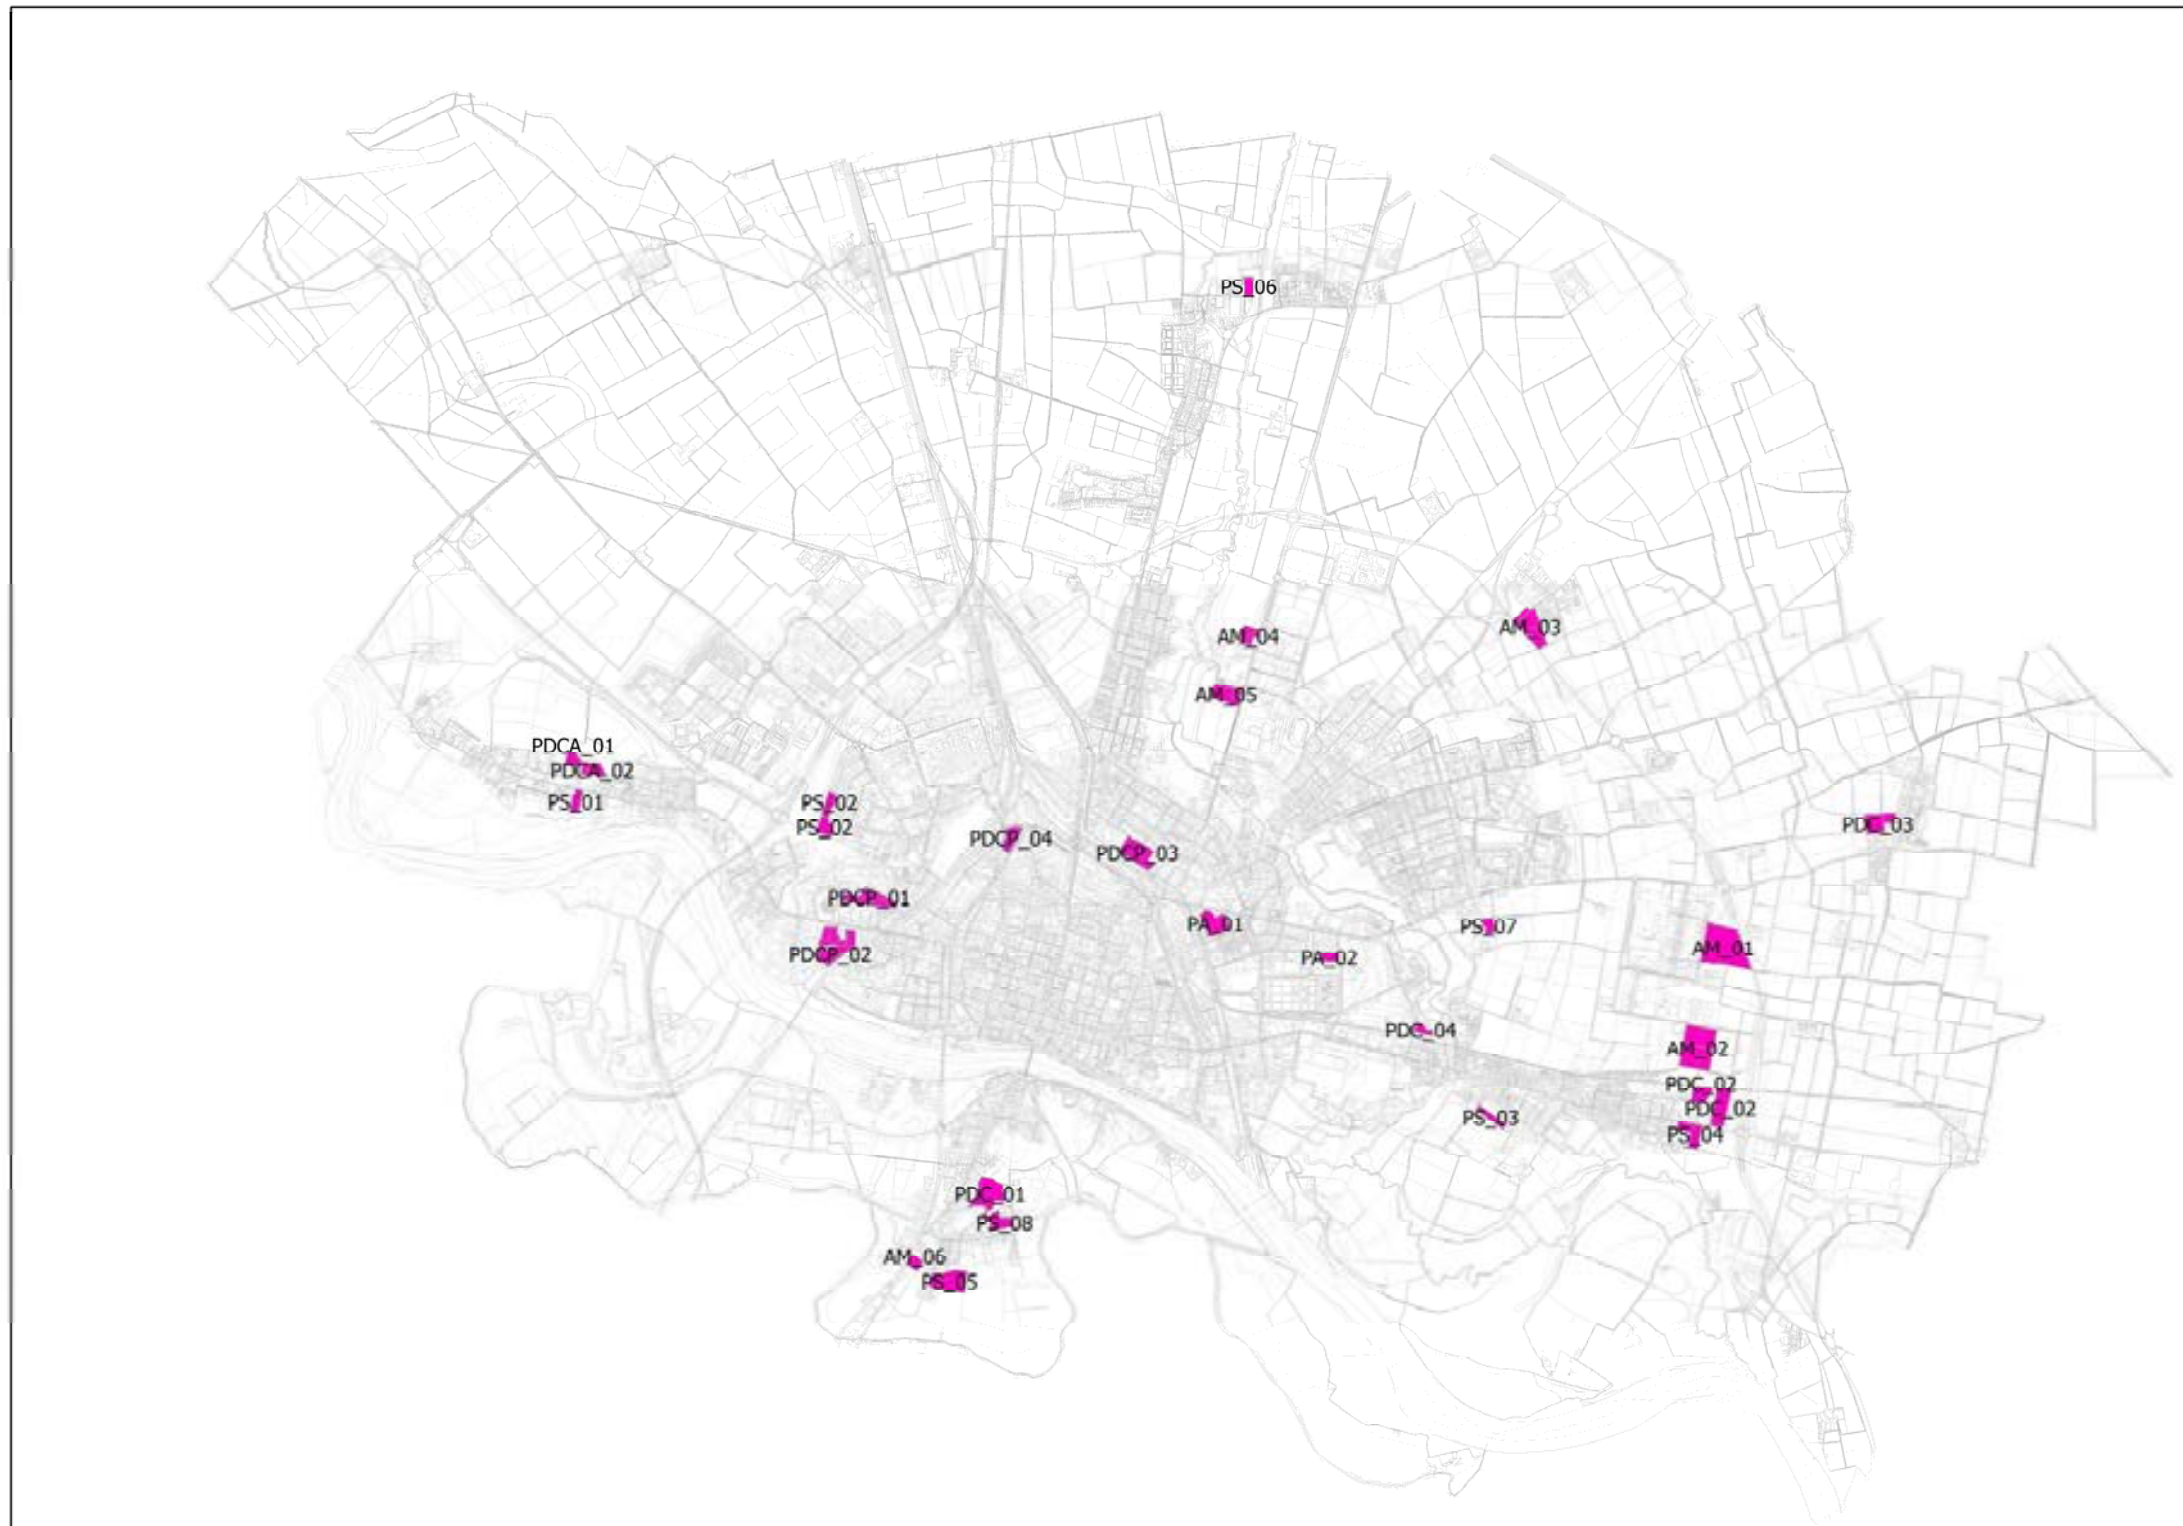 PS_06
AM_03
AM_04
AM_05
PDCA_01
PDCA_02
PS_01
PS_02
PS_02
PDC_03
PDCP_04
PDCP_03
PDCP_01
PA_01
PS_07
AM_01
PDCP_02
PA_02
PDC_04
AM_02
PDC_02
PDC_02
PS_03
PS_04
PDC_01
PS_08
AM_06
PS_05